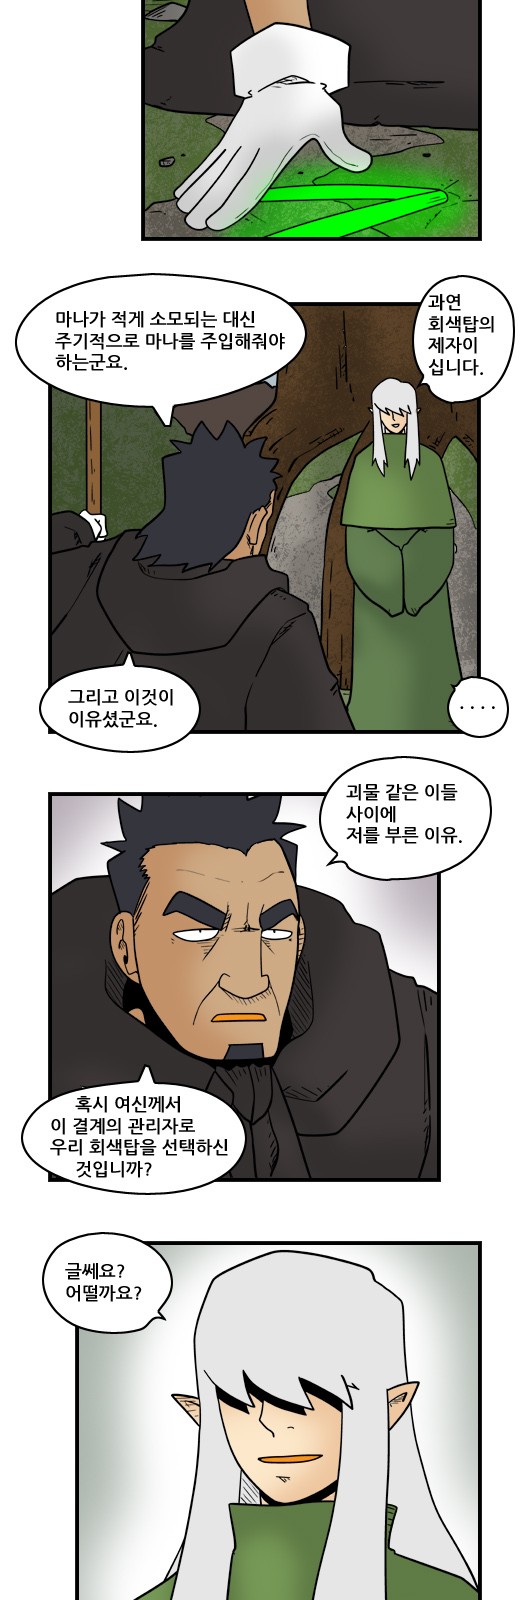 마나가 적게 소모되는 대신
주기적으로 마나를 주입해줘야
하는군요.
과연
회색탑의
제자이
십니다.
그리고 이것이
이유셨군요.
....
괴물 같은 이들
사이에
저를 부른 이유.
혹시 여신께서
이 결계의 관리자로
우리 회색탑을 선택하신
것입니까?
글쎄요?
어떨까요?